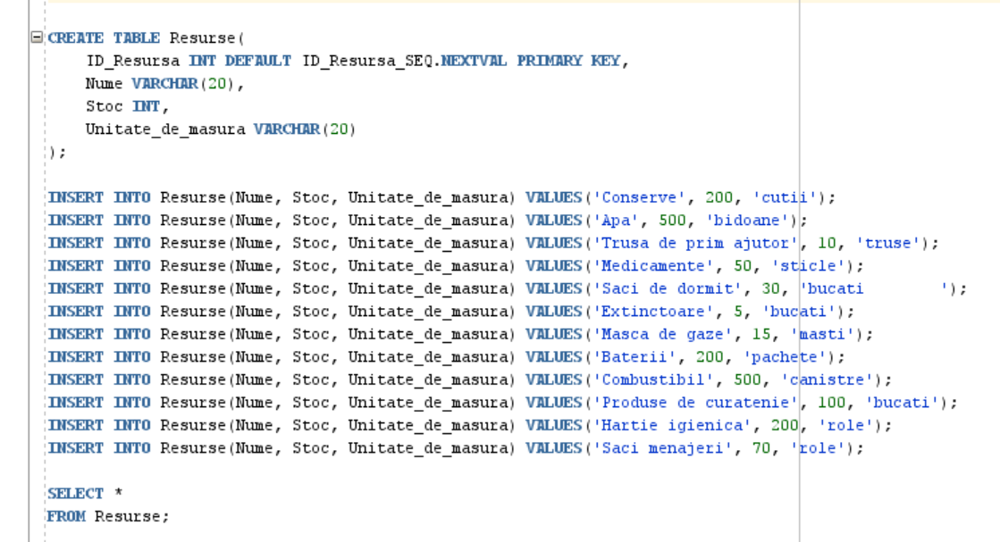 CREATE TABLE Resurse(
    ID_Resursa INT DEFAULT ID_Resursa_SEQ.NEXTVAL PRIMARY KEY,
    Nume VARCHAR(20),
    Stoc INT,
    Unitate_de_masura VARCHAR(20)
);

INSERT INTO Resurse(Nume, Stoc, Unitate_de_masura) VALUES('Conserve', 200, 'cutii');
INSERT INTO Resurse(Nume, Stoc, Unitate_de_masura) VALUES('Apa', 500, 'bidoane');
INSERT INTO Resurse(Nume, Stoc, Unitate_de_masura) VALUES('Trusa de prim ajutor', 10, 'truse');
INSERT INTO Resurse(Nume, Stoc, Unitate_de_masura) VALUES('Medicamente', 50, 'sticle');
INSERT INTO Resurse(Nume, Stoc, Unitate_de_masura) VALUES('Saci de dormit', 30, 'bucati        ');
INSERT INTO Resurse(Nume, Stoc, Unitate_de_masura) VALUES('Extinctoare', 5, 'bucati');
INSERT INTO Resurse(Nume, Stoc, Unitate_de_masura) VALUES('Masca de gaze', 15, 'masti');
INSERT INTO Resurse(Nume, Stoc, Unitate_de_masura) VALUES('Baterii', 200, 'pachete');
INSERT INTO Resurse(Nume, Stoc, Unitate_de_masura) VALUES('Combustibil', 500, 'canistre');
INSERT INTO Resurse(Nume, Stoc, Unitate_de_masura) VALUES('Produse de curatenie', 100, 'bucati');
INSERT INTO Resurse(Nume, Stoc, Unitate_de_masura) VALUES('Hartie igienica', 200, 'role');
INSERT INTO Resurse(Nume, Stoc, Unitate_de_masura) VALUES('Saci menajeri', 70, 'role');

SELECT *
FROM Resurse;